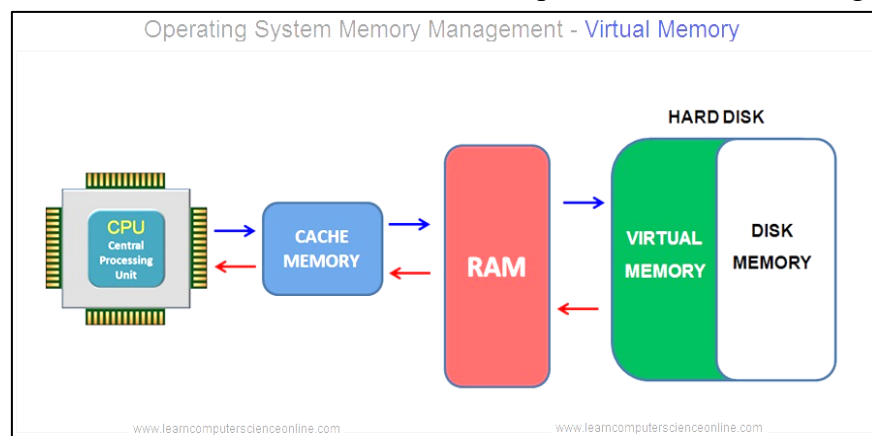 Operating System Memory Management - Virtual Memory
HARD DISK
CPU
Central
Processing
Unit
CACHE
MEMORY
RAM
VIRTUAL
MEMORY
DISK
MEMORY
www.learncomputerscienceonline.com
www.learncomputerscienceonline.com